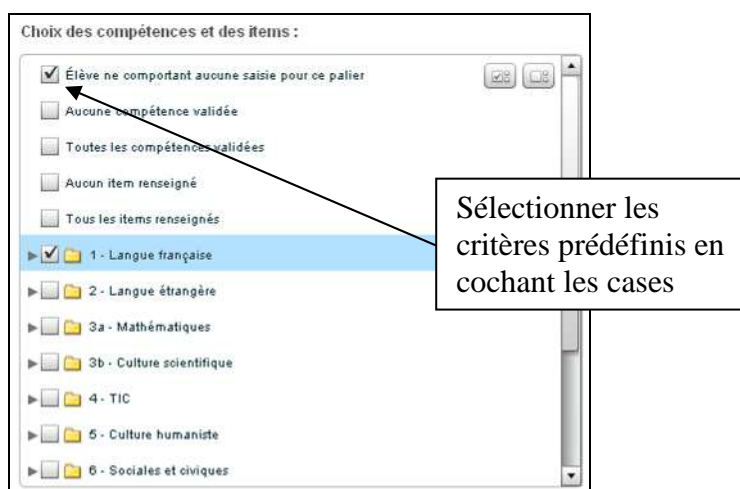 Choix des compétences et des items :
Élève ne comportant aucune saisie pour ce palier
Aucune compétence validée
Toutes les compétences validées
Aucun item renseigné
Tous les items renseignés
1 - Langue française
2 - Langue étrangère
3a - Mathématiques
3b - Culture scientifique
4 - TIC
5 - Culture humaniste
6 - Sociales et civiques
Sélectionner les
critères prédéfinis en
cochant les cases